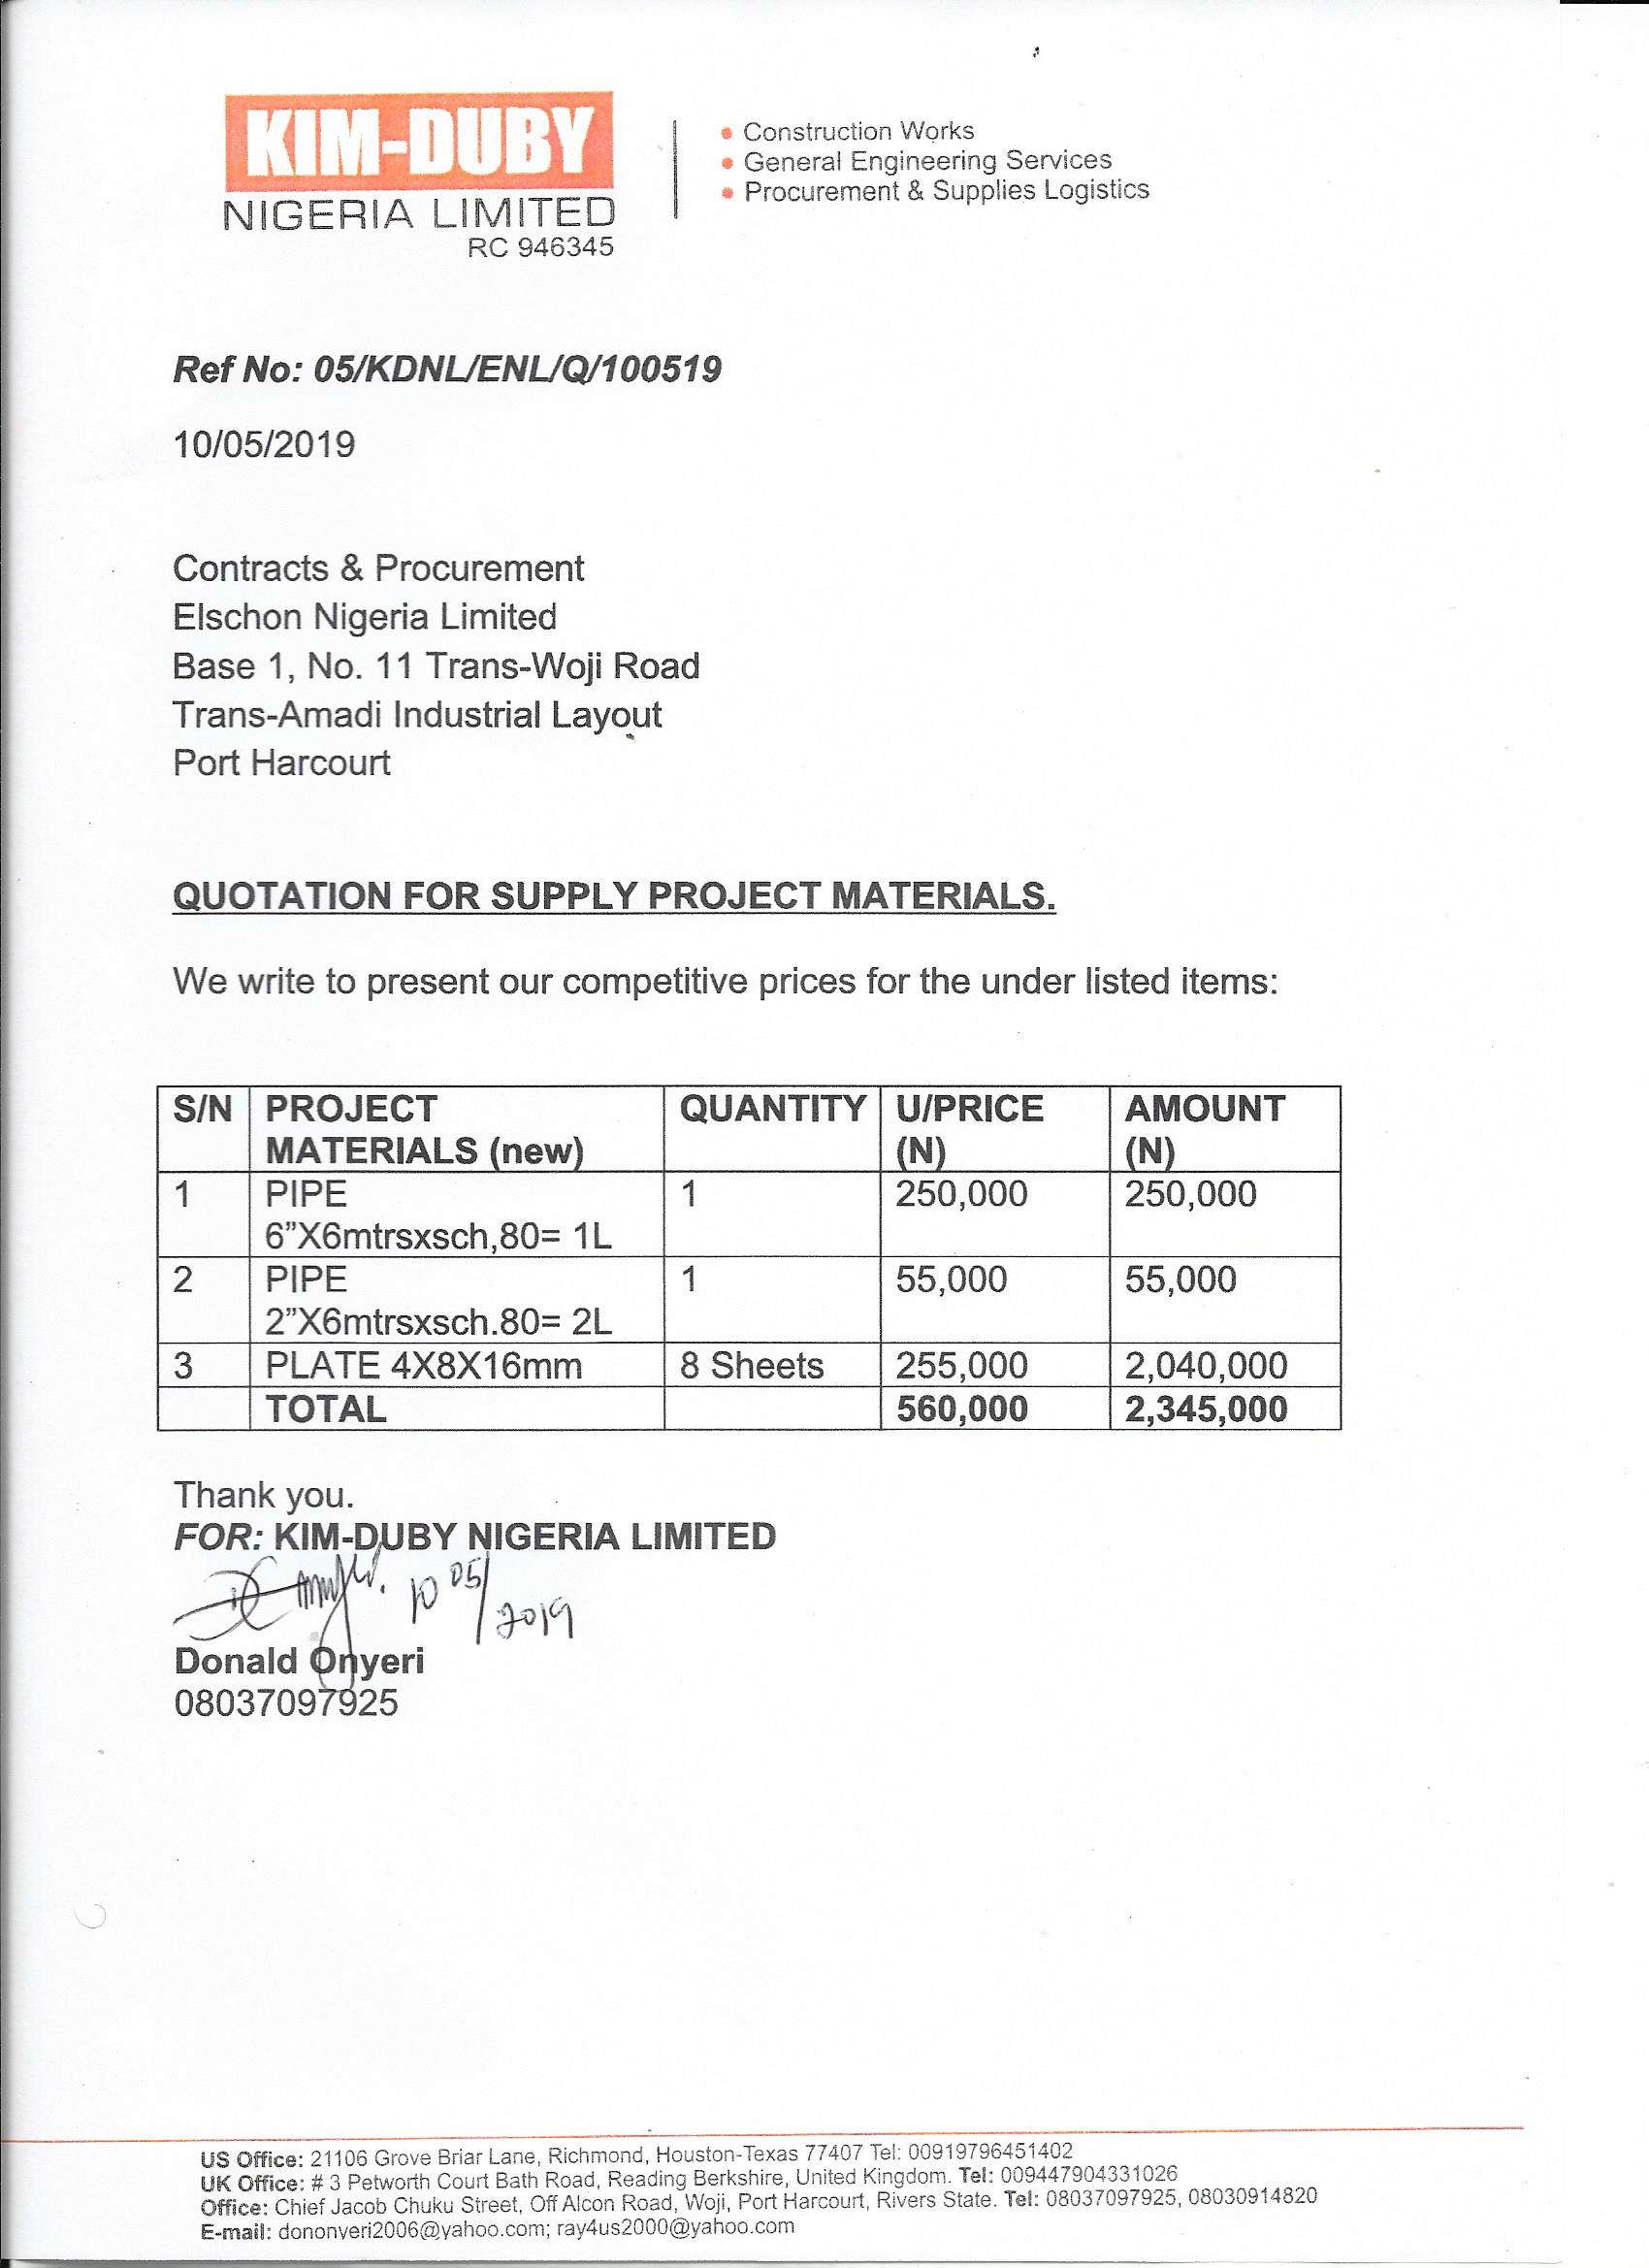 KIM-DUBY
NIGERIA LIMITED
RC 946345
• Construction Works
• General Engineering Services
• Procurement & Supplies Logistics
Ref No: 05/KDNL/ENL/Q/100519
10/05/2019
Contracts & Procurement
Elschon Nigeria Limited
Base 1, No. 11 Trans-Woji Road
Trans-Amadi Industrial Layout
Port Harcourt
QUOTATION FOR SUPPLY PROJECT MATERIALS.
We write to present our competitive prices for the under listed items:
S/N PROJECT MATERIALS (new) QUANTITY U/PRICE (N) AMOUNT (N)
1 PIPE 6”X6mtrsxsch,80= 1L 1 250,000 250,000
2 PIPE 2”X6mtrsxsch.80= 2L 1 55,000 55,000
3 PLATE 4X8X16mm 8 Sheets 255,000 2,040,000
TOTAL 560,000 2,345,000
Thank you.
FOR: KIM-DUBY NIGERIA LIMITED
10 05/2019
Donald Onyeri
08037097925
US Office: 21106 Grove Briar Lane, Richmond, Houston-Texas 77407 Tel: 00919796451402
UK Office: # 3 Petworth Court Bath Road, Reading Berkshire, United Kingdom. Tel: 009447904331026
Office: Chief Jacob Chuku Street, Off Alcon Road, Woji, Port Harcourt, Rivers State. Tel: 08037097925, 08030914820
E-mail: dononyeri2006@yahoo.com; ray4us2000@yahoo.com